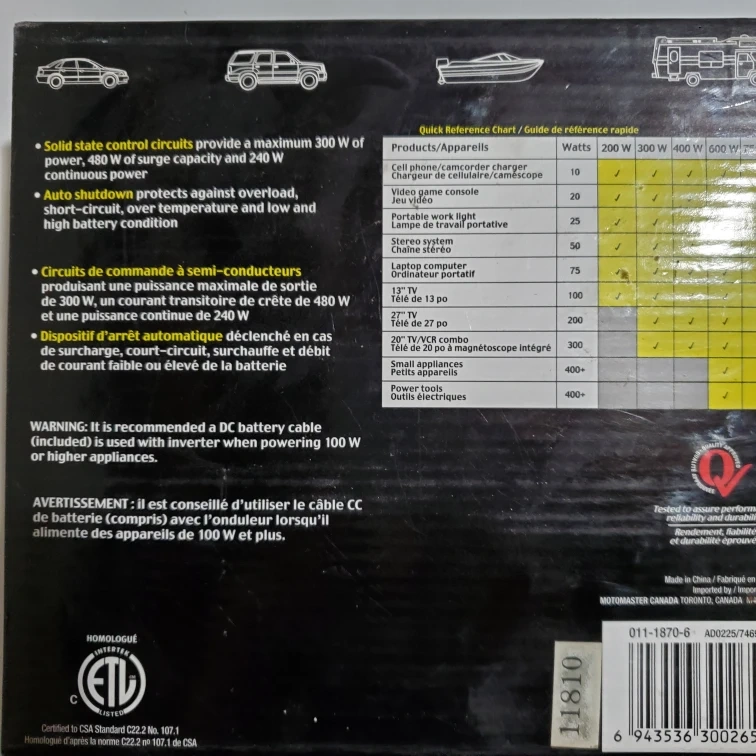 • Solid state control circuits provide a maximum 300 W of
power, 480 W of surge capacity and 240 W
continuous power
• Auto shutdown protects against overload,
short-circuit, over temperature and low and
high battery condition
• Circuits de commande à semi-conducteurs
produisant une puissance maximale de sortie
de 300 W, un courant transitoire de crête de 480 W
et une puissance continue de 240 W
• Dispositif d'arrêt automatique déclenché en cas
de surcharge, court-circuit, surchauffe et débit
de courant faible ou élevé de la batterie
WARNING: It is recommended a DC battery cable
(included) is used with inverter when powering 100 W
or higher appliances.
AVERTISSEMENT : il est conseillé d'utiliser le câble CC
de batterie (compris) avec l'onduleur lorsqu'il
alimente des appareils de 100 W et plus.
HOMOLOGUÉ
INTERTEK
ETL
LISTED
C
Certified to CSA Standard C22.2 No. 107.1
Homologué d'après la norme C22.2 nº 107.1 de CSA
Quick Reference Chart / Guide de référence rapide
Products/Appareils Watts 200 W 300 W 400 W 600 W 75
Cell phone/camcorder charger
Chargeur de cellulaire/caméscope 10 ✓ ✓ ✓ ✓
Video game console
Jeu vidéo 20 ✓ ✓
Portable work light
Lampe de travail portative 25 ✓ ✓
Stereo system
Chaîne stéréo 50 ✓ ✓
Laptop computer
Ordinateur portatif 75 ✓ ✓
13" TV
Télé de 13 po 100 ✓ ✓ ✓ ✓
27" TV
Télé de 27 po 200 ✓ ✓ ✓
20" TV/VCR combo
Télé de 20 po à magnétoscope intégré 300 ✓ ✓ ✓
Small appliances
Petits appareils 400+ ✓
Power tools
Outils électriques 400+ ✓
Q
Tested to assure perform
reliability and durabili
Rendement, fiabilité
et durabilité éprouvé
Made in China / Fabriqué en
Imported by / Impor
MOTOMASTER CANADA TORONTO, CANADA M4
011-1870-6 AD0225/746
11810
6 943536 30026